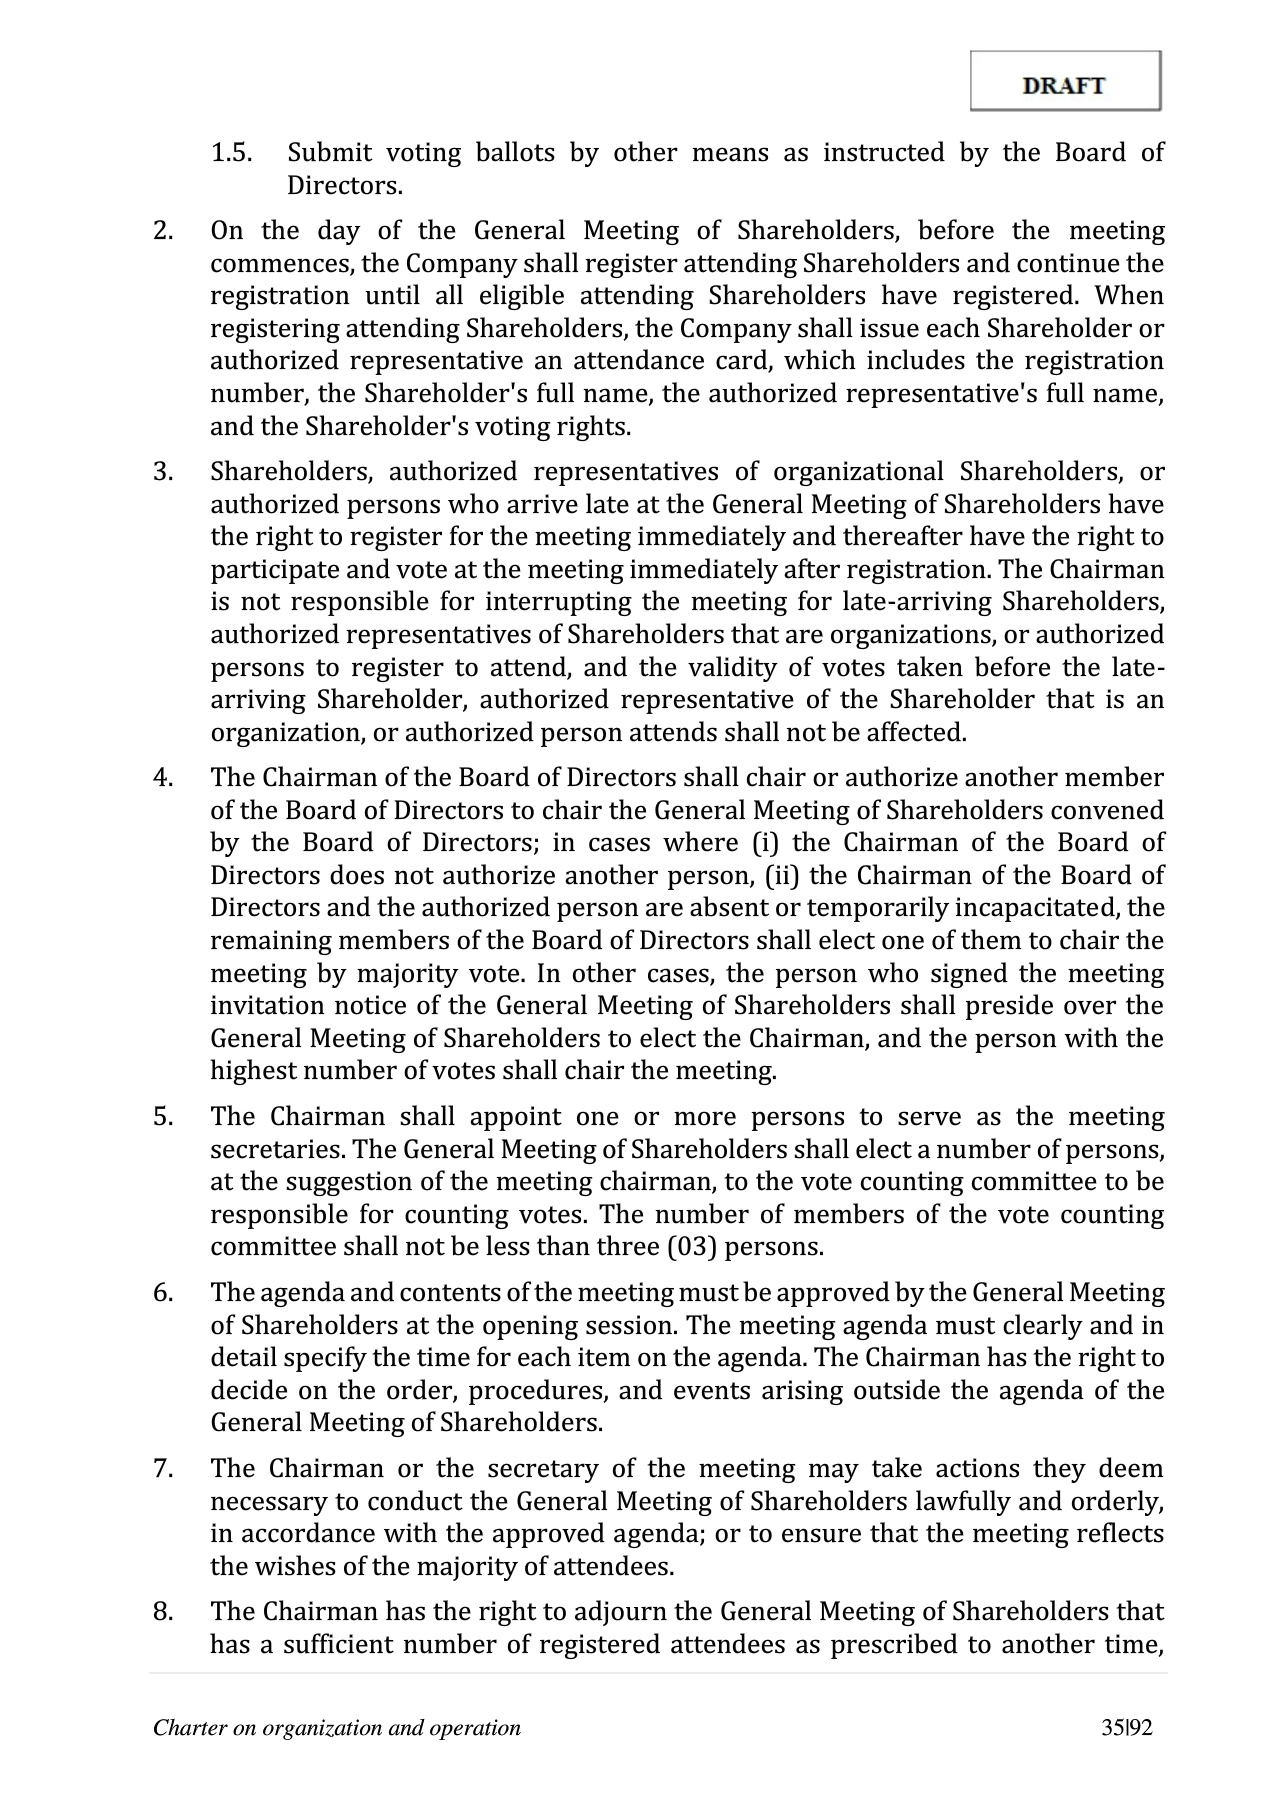 DRAFT
1.5. Submit voting ballots by other means as instructed by the Board of
Directors.
2. On the day of the General Meeting of Shareholders, before the meeting
commences, the Company shall register attending Shareholders and continue the
registration until all eligible attending Shareholders have registered. When
registering attending Shareholders, the Company shall issue each Shareholder or
authorized representative an attendance card, which includes the registration
number, the Shareholder's full name, the authorized representative's full name,
and the Shareholder's voting rights.
3. Shareholders, authorized representatives of organizational Shareholders, or
authorized persons who arrive late at the General Meeting of Shareholders have
the right to register for the meeting immediately and thereafter have the right to
participate and vote at the meeting immediately after registration. The Chairman
is not responsible for interrupting the meeting for late-arriving Shareholders,
authorized representatives of Shareholders that are organizations, or authorized
persons to register to attend, and the validity of votes taken before the late-
arriving Shareholder, authorized representative of the Shareholder that is an
organization, or authorized person attends shall not be affected.
4. The Chairman of the Board of Directors shall chair or authorize another member
of the Board of Directors to chair the General Meeting of Shareholders convened
by the Board of Directors; in cases where (i) the Chairman of the Board of
Directors does not authorize another person, (ii) the Chairman of the Board of
Directors and the authorized person are absent or temporarily incapacitated, the
remaining members of the Board of Directors shall elect one of them to chair the
meeting by majority vote. In other cases, the person who signed the meeting
invitation notice of the General Meeting of Shareholders shall preside over the
General Meeting of Shareholders to elect the Chairman, and the person with the
highest number of votes shall chair the meeting.
5. The Chairman shall appoint one or more persons to serve as the meeting
secretaries. The General Meeting of Shareholders shall elect a number of persons,
at the suggestion of the meeting chairman, to the vote counting committee to be
responsible for counting votes. The number of members of the vote counting
committee shall not be less than three (03) persons.
6. The agenda and contents of the meeting must be approved by the General Meeting
of Shareholders at the opening session. The meeting agenda must clearly and in
detail specify the time for each item on the agenda. The Chairman has the right to
decide on the order, procedures, and events arising outside the agenda of the
General Meeting of Shareholders.
7. The Chairman or the secretary of the meeting may take actions they deem
necessary to conduct the General Meeting of Shareholders lawfully and orderly,
in accordance with the approved agenda; or to ensure that the meeting reflects
the wishes of the majority of attendees.
8. The Chairman has the right to adjourn the General Meeting of Shareholders that
has a sufficient number of registered attendees as prescribed to another time,
Charter on organization and operation 35|92